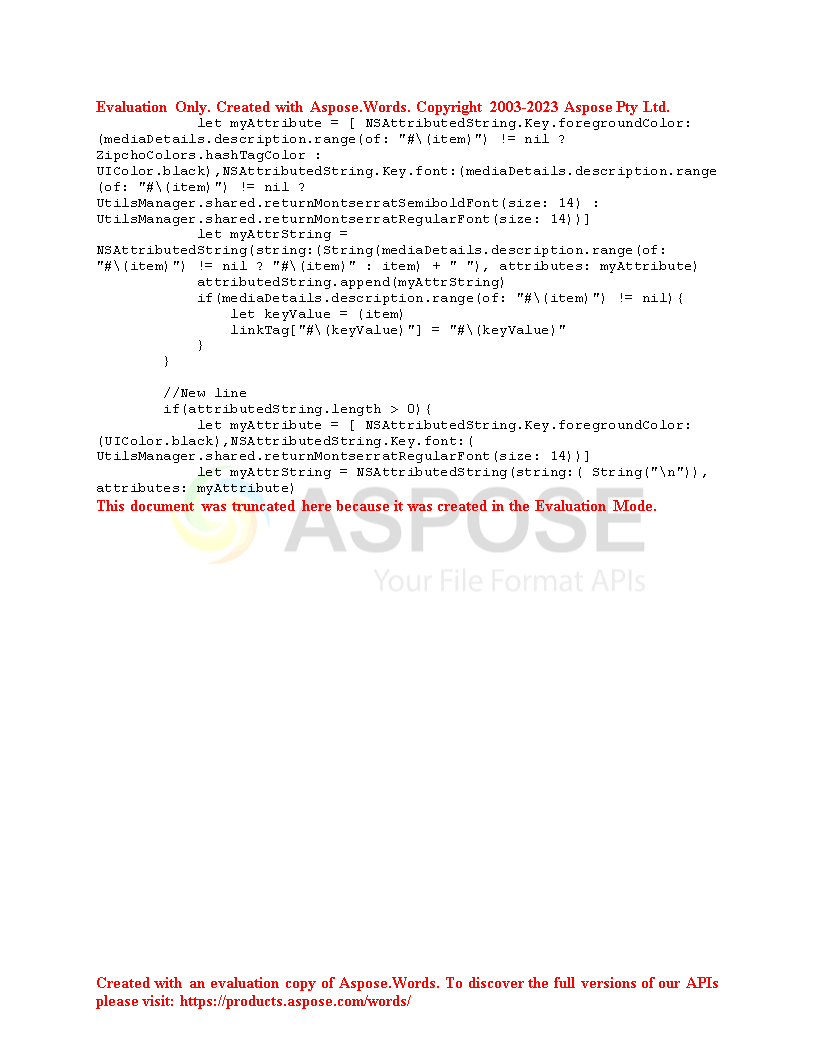 Evaluation Only. Created with Aspose.Words. Copyright 2003-2023 Aspose Pty Ltd.
let myAttribute = [ NSAttributedString.Key.foregroundColor:
(mediaDetails.description.range(of: "#\(item)") != nil ?
ZipchoColors.hashTagColor :
UIColor.black),NSAttributedString.Key.font:(mediaDetails.description.range
(of: "#\(item)") != nil ?
UtilsManager.shared.returnMontserratSemiboldFont(size: 14) :
UtilsManager.shared.returnMontserratRegularFont(size: 14))]
let myAttrString =
NSAttributedString(string:(String(mediaDetails.description.range(of:
"#\(item)") != nil ? "#\(item)" : item) + " "), attributes: myAttribute)
attributedString.append(myAttrString)
if(mediaDetails.description.range(of: "#\(item)") != nil){
let keyValue = (item)
linkTag["#\(keyValue)"] = "#\(keyValue)"
}
}
//New line
if(attributedString.length > 0){
let myAttribute = [ NSAttributedString.Key.foregroundColor:
(UIColor.black),NSAttributedString.Key.font:(
UtilsManager.shared.returnMontserratRegularFont(size: 14))]
let myAttrString = NSAttributedString(string:( String("\n")),
attributes: myAttribute)
This document was truncated here because it was created in the Evaluation Mode.
ASPOSE
Your File Format APIs
Created with an evaluation copy of Aspose.Words. To discover the full versions of our APIs
please visit: https://products.aspose.com/words/